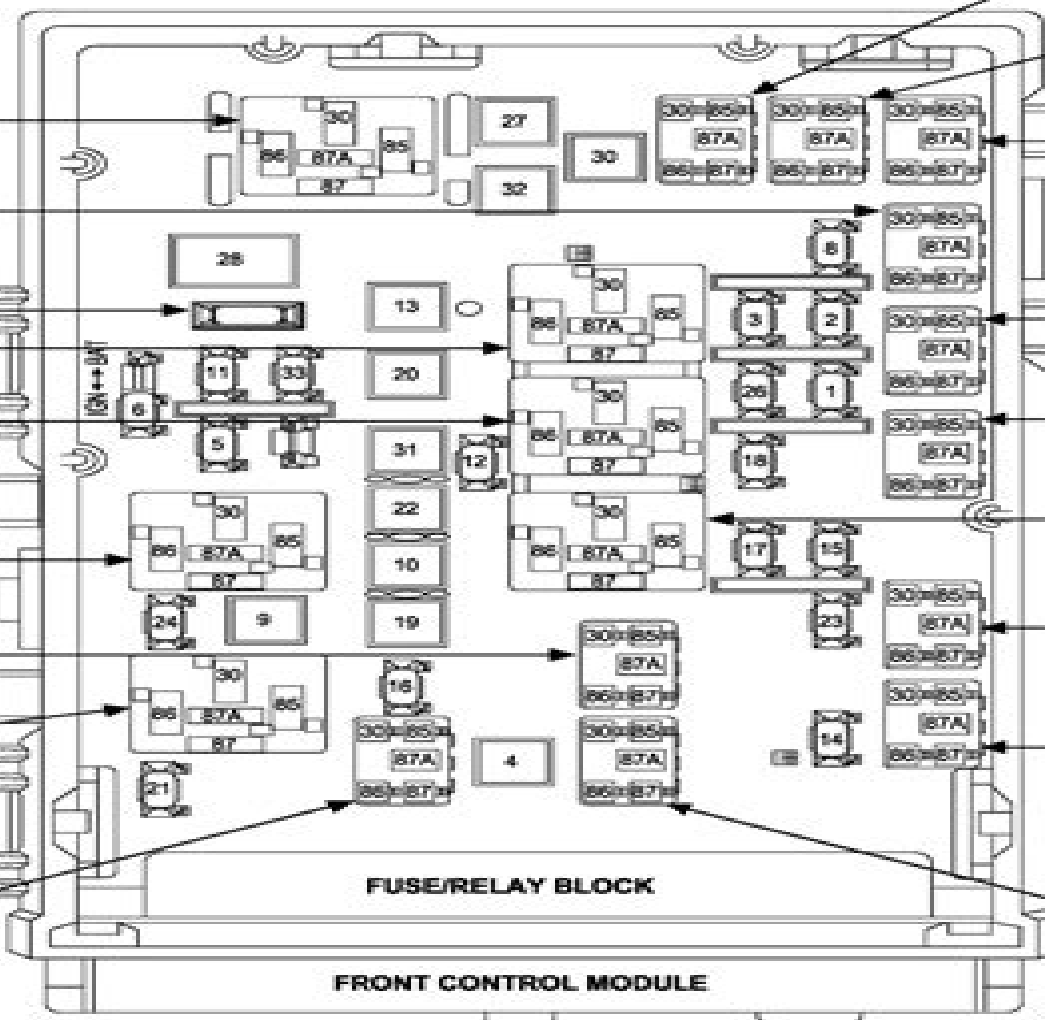 30 85 30 85 30 85
30 27 87A 87A 87A
86 87A 85 30
87 32 86 87 86 87 86 87
30 85
8 87A
28 86 87
30
13 86 87A 85 3 2 30 85
87 87A
IGN BAT
11 33 20 30 26 1 86 87
6 86 87A 85 30 85
5 31 12 87 18 87A
86 87
30 22 30
86 87A 85 10 86 87A 85 17 15
87 87
24 9 19 23 30 85
87A
30 85 86 87
30 16 87A
86 87A 85 86 87 30 85
87 30 85 30 85 14 87A
87A 4 87A 86 87
21 86 87 86 87
FUSE/RELAY BLOCK
FRONT CONTROL MODULE